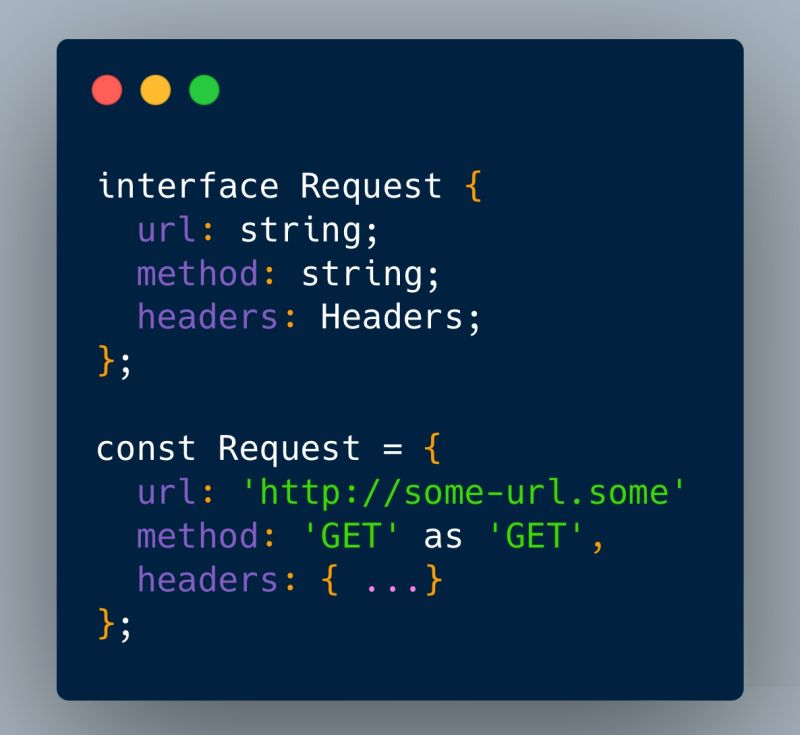 interface Request {
  url: string;
  method: string;
  headers: Headers;
};
const Request = {
  url: 'http://some-url.some'
  method: 'GET' as 'GET',
  headers: { ...}
};